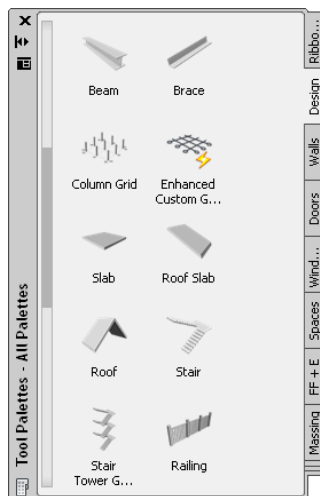 Beam
Brace
Column Grid
Enhanced
Custom G...
Slab
Roof Slab
Roof
Stair
Stair
Tower G...
Railing
Tool Palettes - All Palettes
Ribbo...
Design
Walls
Doors
Wind...
Spaces
FF + E
Massing